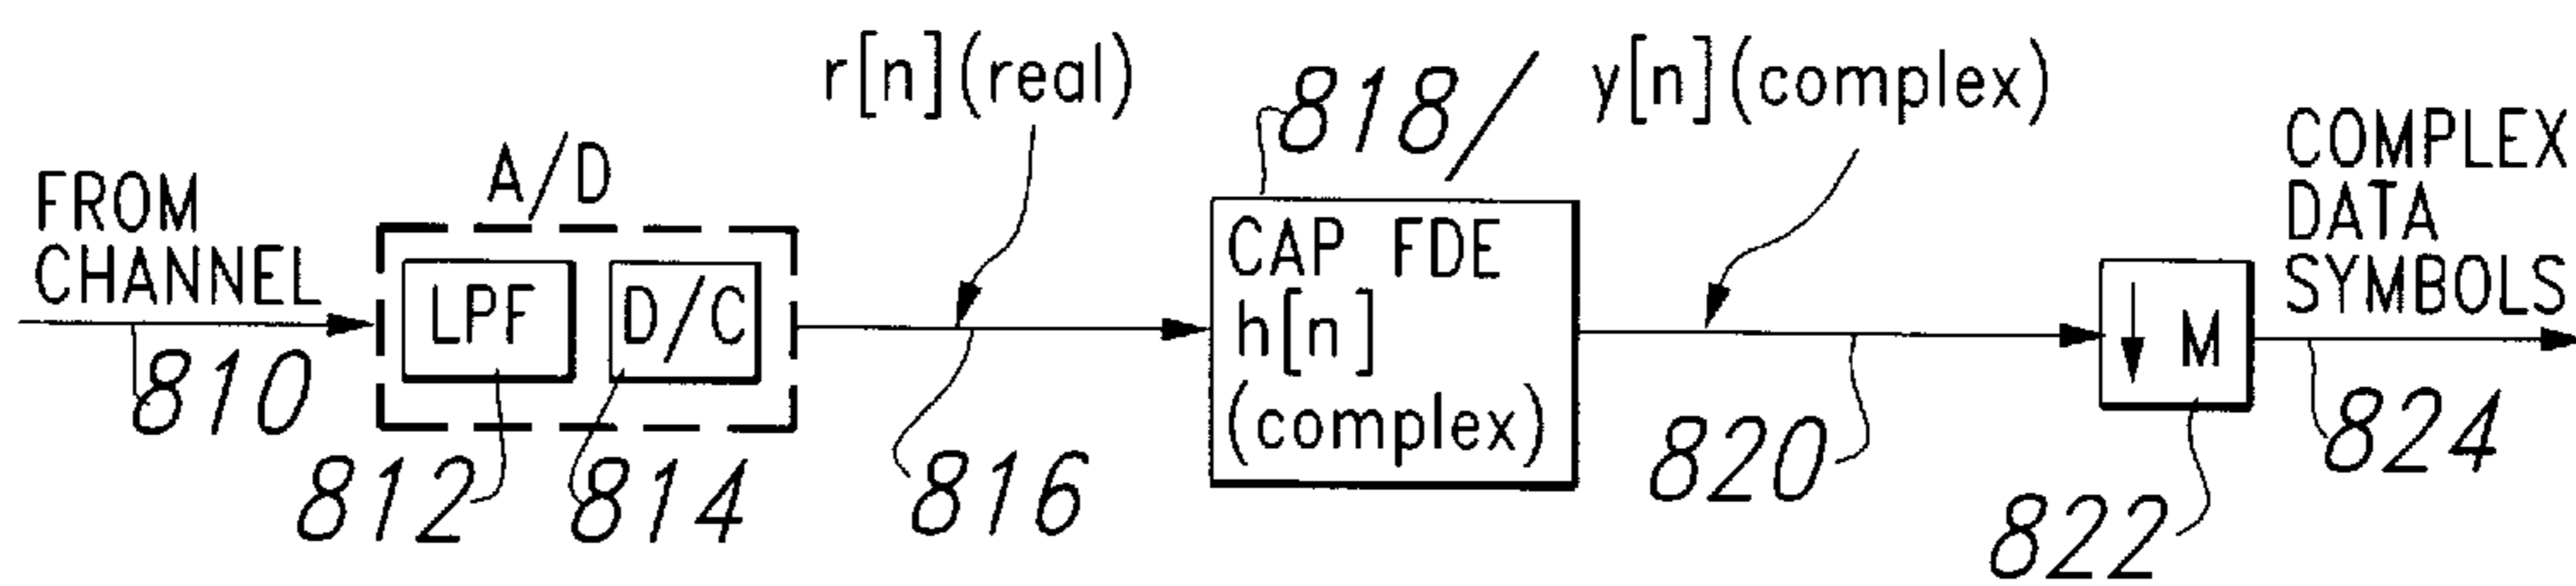 FROM
CHANNEL
810
A/D
LPF
D/C
812
814
r[n](real)
816
818/
CAP FDE
h[n]
(complex)
y[n](complex)
820
↓ M
822
COMPLEX
DATA
SYMBOLS
824